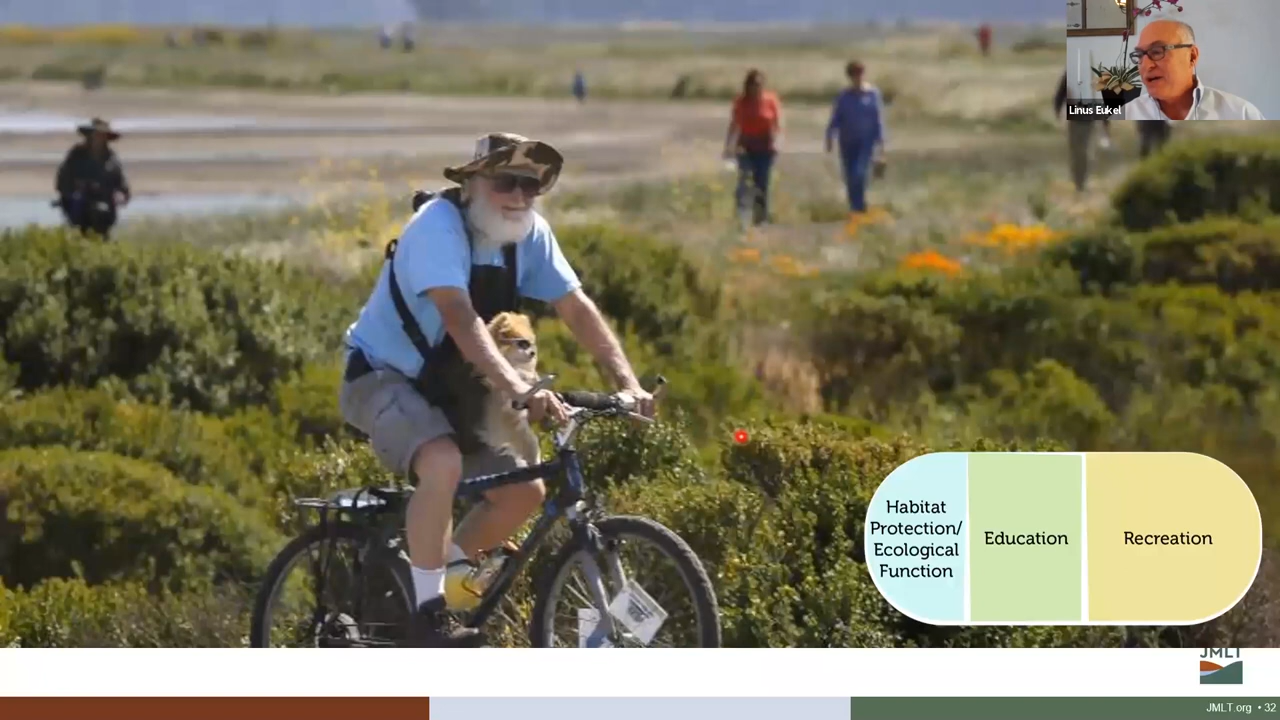 Linus Eukel
Habitat
Protection/
Ecological
Function
Education
Recreation
JMLT
JMLT.org • 32